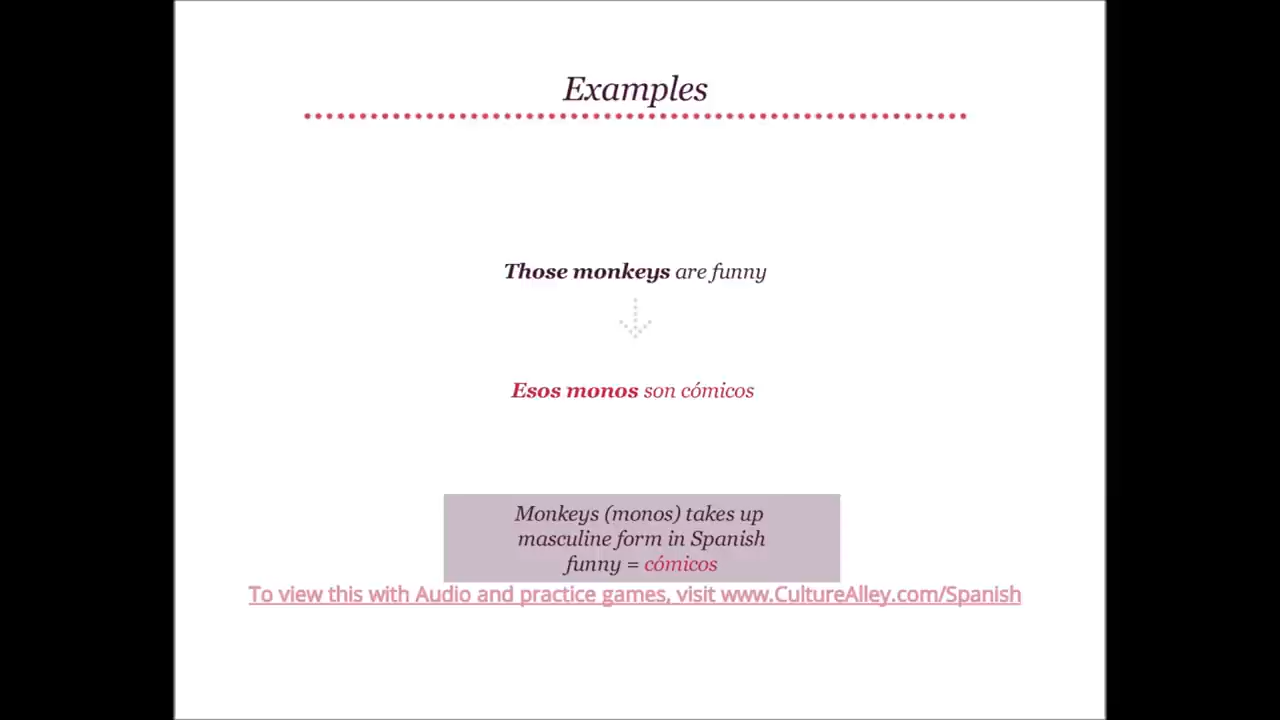 Examples
Those monkeys are funny
Esos monos son cómicos
Monkeys (monos) takes up
masculine form in Spanish
funny = cómicos
To view this with Audio and practice games, visit www.CultureAlley.com/Spanish